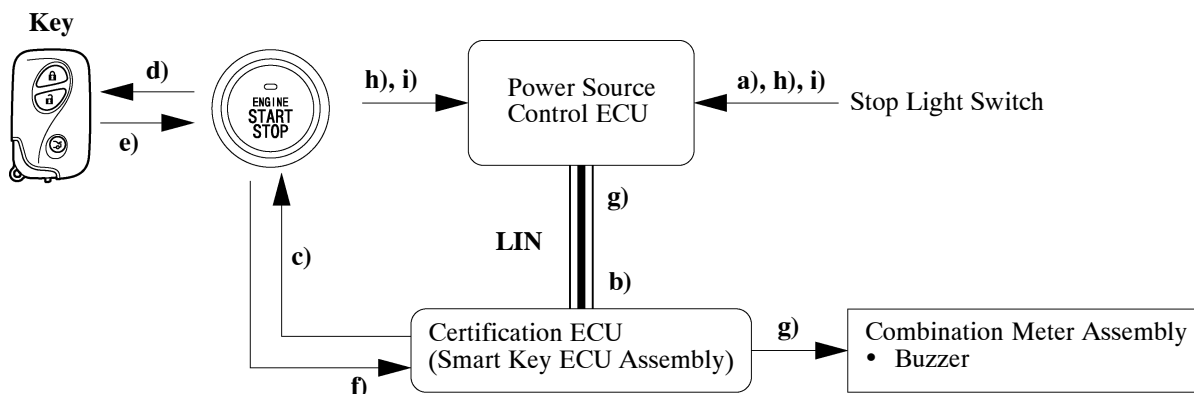 Key
d)
e)
ENGINE
START
STOP
h), i)
Power Source
Control ECU
a), h), i)
Stop Light Switch
g)
LIN
b)
c)
f)
Certification ECU
(Smart Key ECU Assembly)
g)
Combination Meter Assembly
• Buzzer